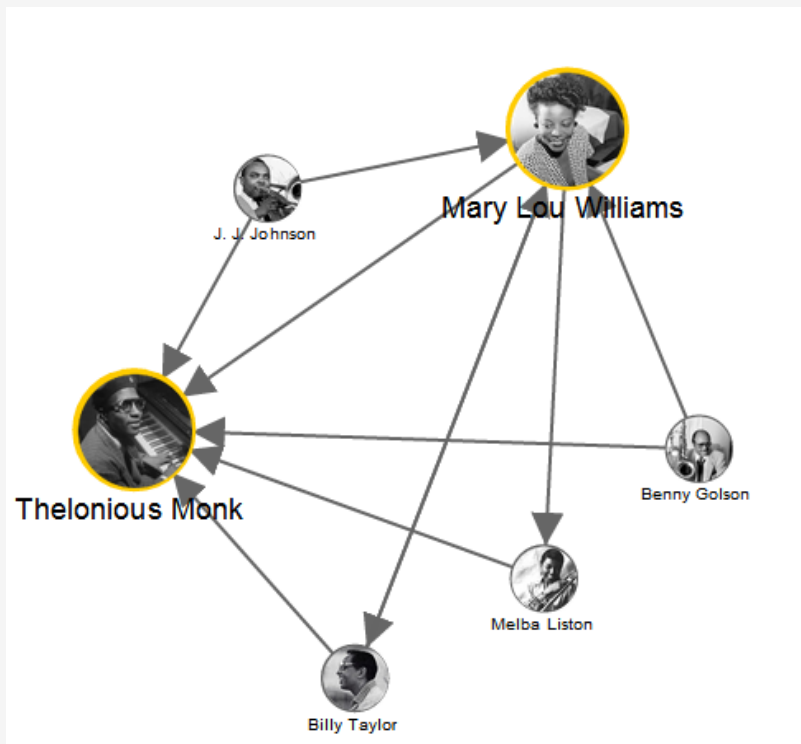 Mary Lou Williams
J. J. Johnson
Thelonious Monk
Benny Golson
Melba Liston
Billy Taylor